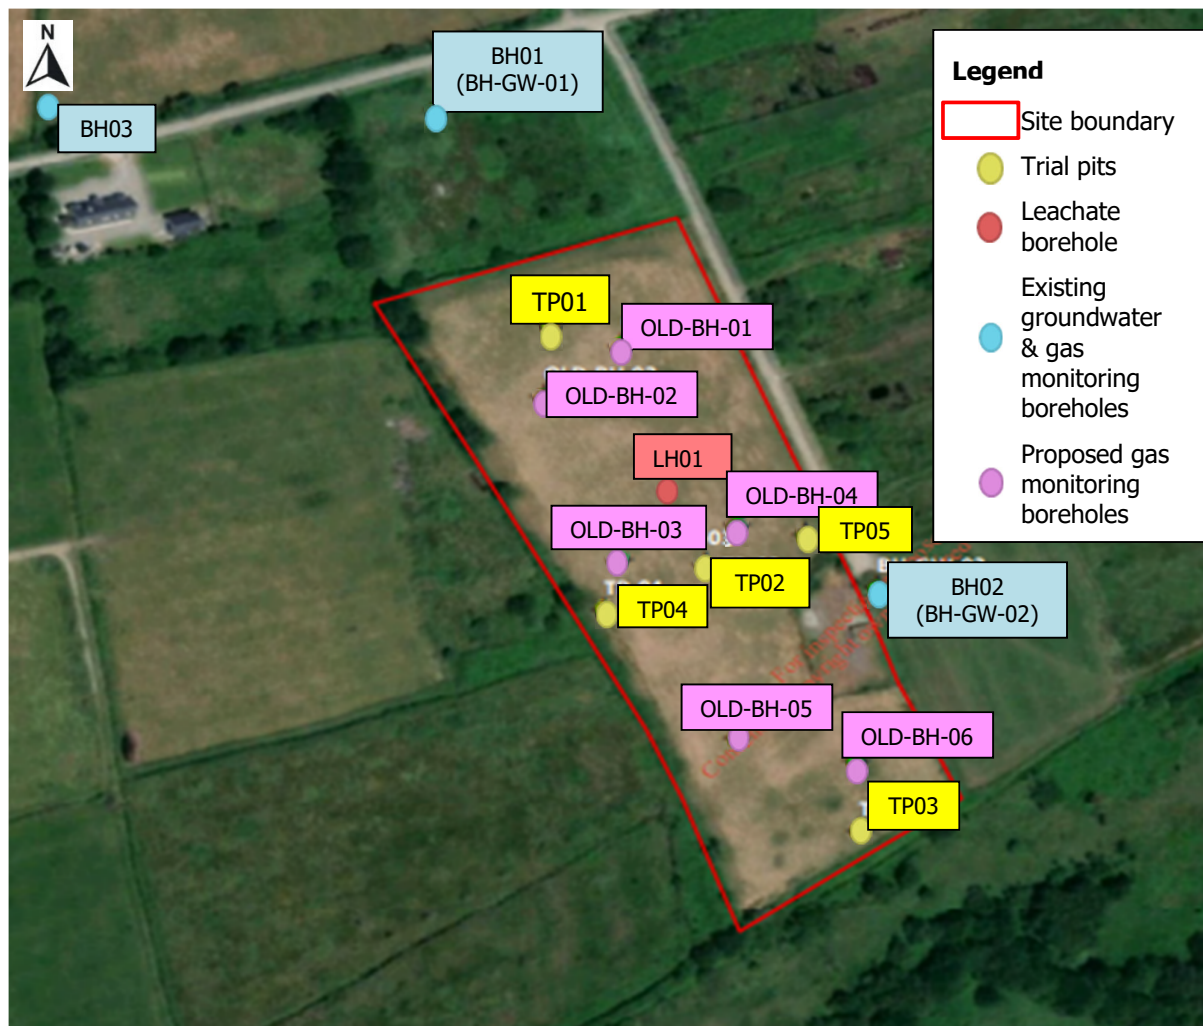 N
BH01
(BH-GW-01)
BH03
Legend
Site boundary
Trial pits
Leachate
borehole
Existing
groundwater
& gas
monitoring
boreholes
Proposed gas
monitoring
boreholes
TP01
OLD-BH-01
OLD-BH-02
LH01
OLD-BH-04
OLD-BH-03
TP05
TP02
TP04
BH02
(BH-GW-02)
OLD-BH-05
OLD-BH-06
TP03